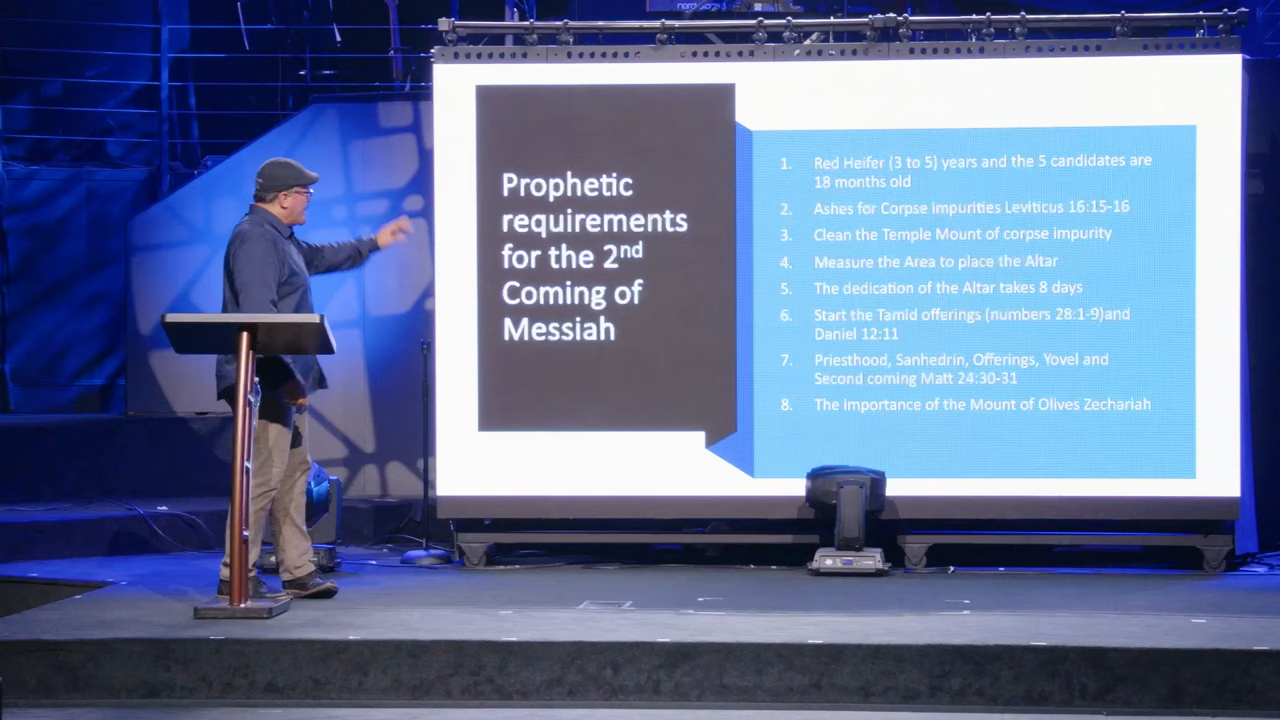 Prophetic
requirements
for the 2nd
Coming of
Messiah
1. Red Heifer (3 to 5) years and the 5 candidates are
18 months old
2. Ashes for Corpse impurities Leviticus 16:15-16
3. Clean the Temple Mount of corpse impurity
4. Measure the Area to place the Altar
5. The dedication of the Altar takes 8 days
6. Start the Tamid offerings (numbers 28:1-9)and
Daniel 12:11
7. Priesthood, Sanhedrin, Offerings, Yovel and
Second coming Matt 24:30-31
8. The importance of the Mount of Olives Zechariah